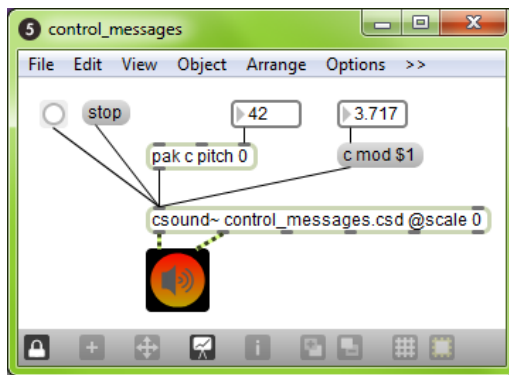 control_messages
File Edit View Object Arrange Options >>
stop 42 3.717
pak c pitch 0 c mod $1
csound~ control_messages.csd @scale 0